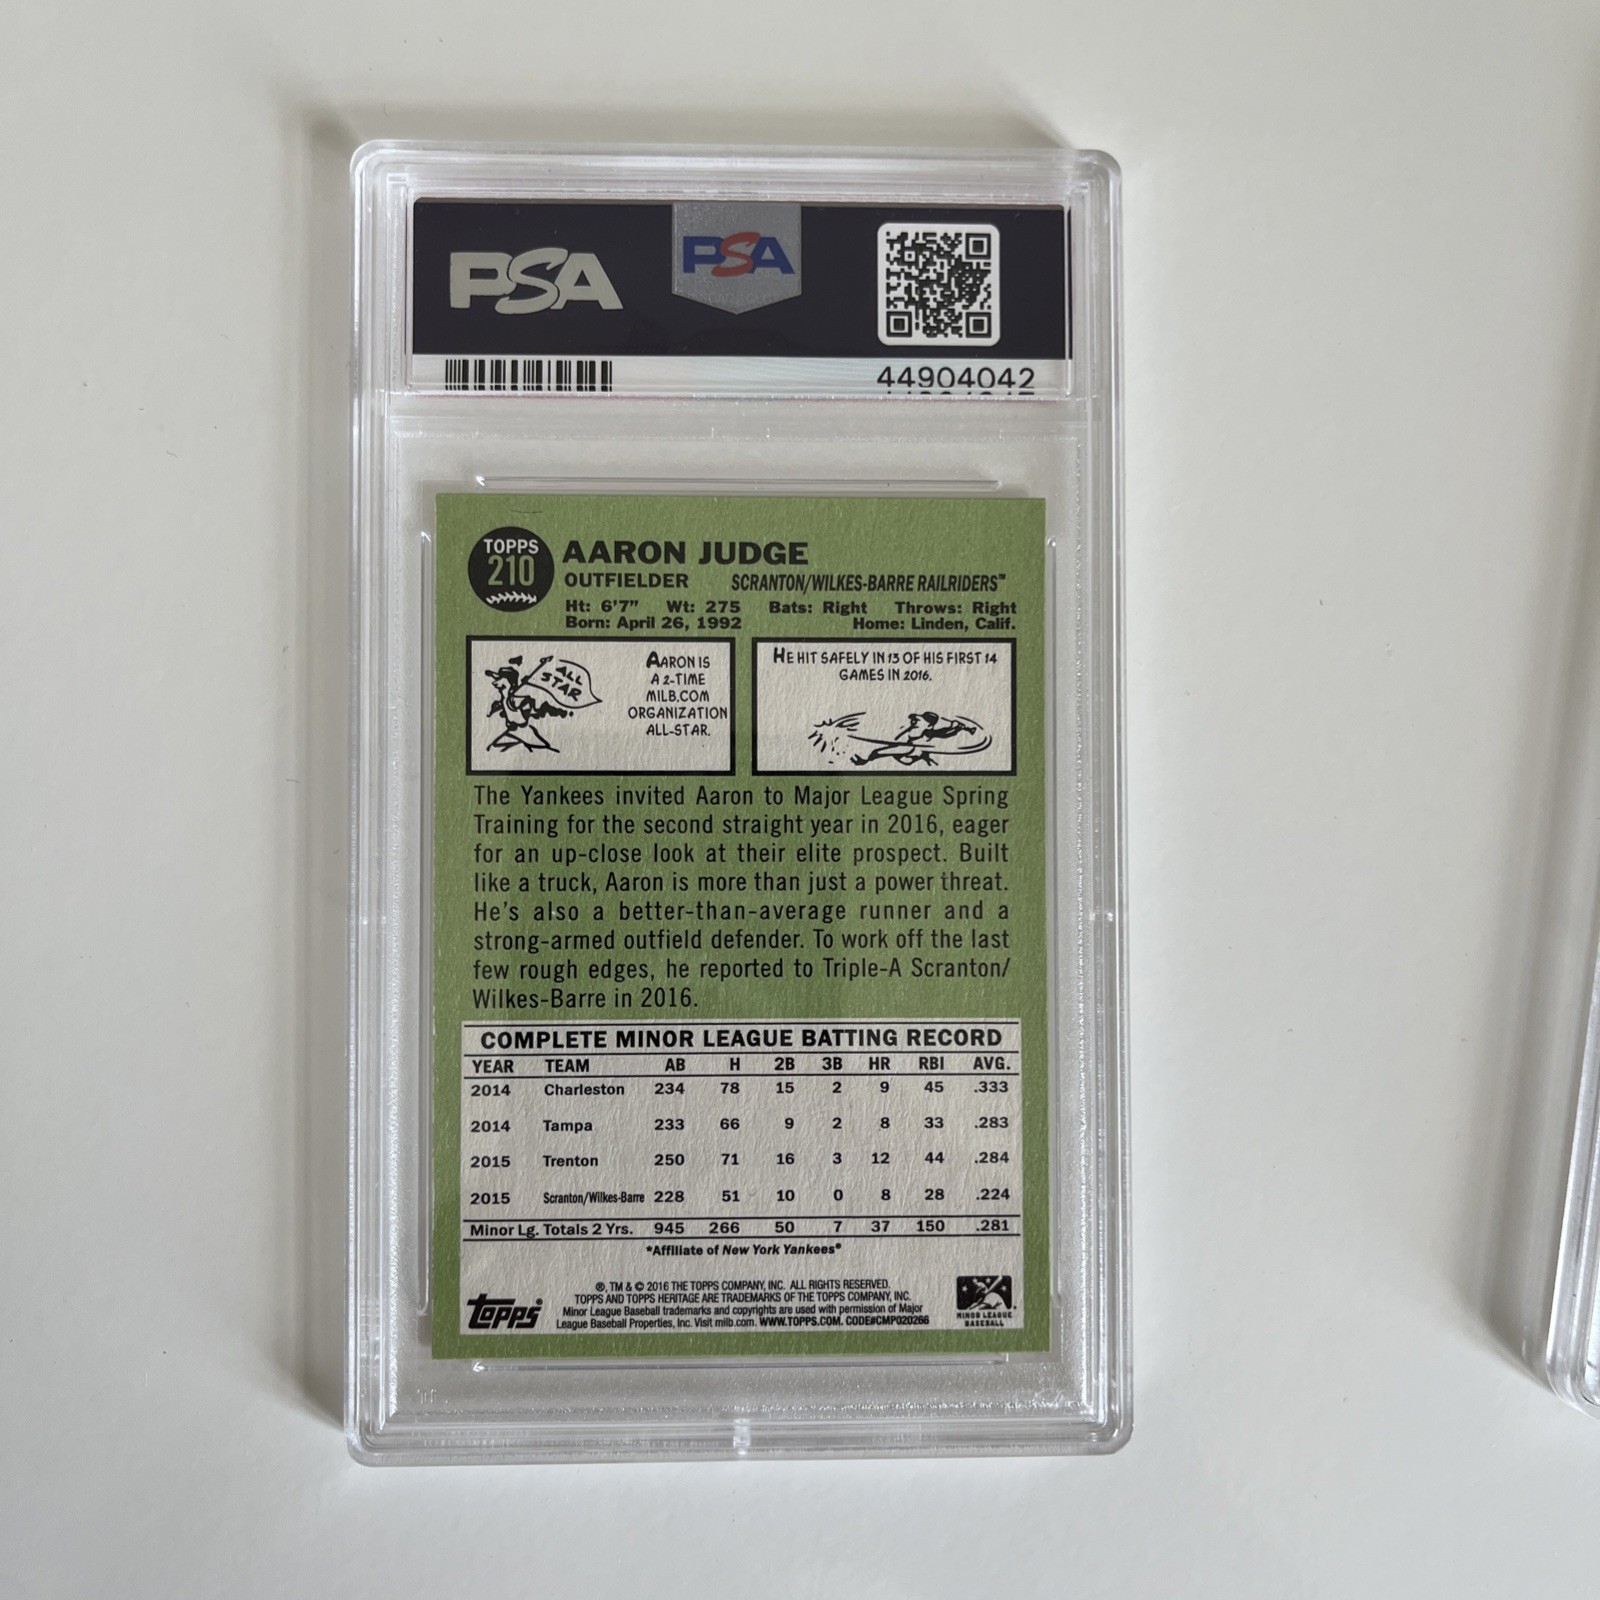 PSA
PSA
44904042
TOPPS
210
AARON JUDGE
OUTFIELDER SCRANTON/WILKES-BARRE RAILRIDERS™
Ht: 6'7" Wt: 275 Bats: Right Throws: Right
Born: April 26, 1992 Home: Linden, Calif.
ALL
STAR
AARON IS
A 2-TIME
MILB.COM
ORGANIZATION
ALL-STAR.
HE HIT SAFELY IN 13 OF HIS FIRST 14
GAMES IN 2016.
The Yankees invited Aaron to Major League Spring
Training for the second straight year in 2016, eager
for an up-close look at their elite prospect. Built
like a truck, Aaron is more than just a power threat.
He's also a better-than-average runner and a
strong-armed outfield defender. To work off the last
few rough edges, he reported to Triple-A Scranton/
Wilkes-Barre in 2016.
COMPLETE MINOR LEAGUE BATTING RECORD
YEAR TEAM AB H 2B 3B HR RBI AVG.
2014 Charleston 234 78 15 2 9 45 .333
2014 Tampa 233 66 9 2 8 33 .283
2015 Trenton 250 71 16 3 12 44 .284
2015 Scranton/Wilkes-Barre 228 51 10 0 8 28 .224
Minor Lg. Totals 2 Yrs. 945 266 50 7 37 150 .281
*Affiliate of New York Yankees*
®, TM & © 2016 THE TOPPS COMPANY, INC. ALL RIGHTS RESERVED.
TOPPS AND TOPPS HERITAGE ARE TRADEMARKS OF THE TOPPS COMPANY, INC.
Minor League Baseball trademarks and copyrights are used with permission of Major
League Baseball Properties, Inc. Visit milb.com. WWW.TOPPS.COM. CODE#CMP020266
Topps®
MINOR LEAGUE
BASEBALL